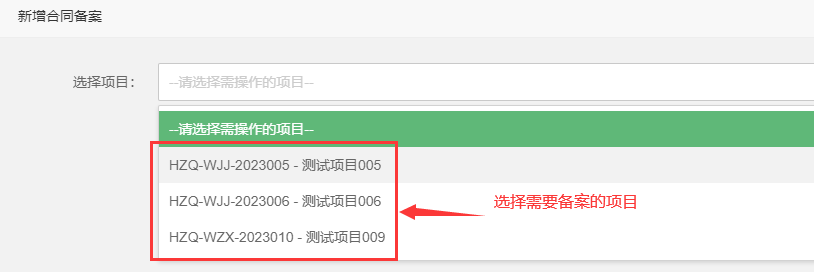 新增合同备案
选择项目：
--请选择需操作的项目--
--请选择需操作的项目--
HZQ-WJJ-2023005 - 测试项目005
HZQ-WJJ-2023006 - 测试项目006
选择需要备案的项目
HZQ-WZX-2023010 - 测试项目009